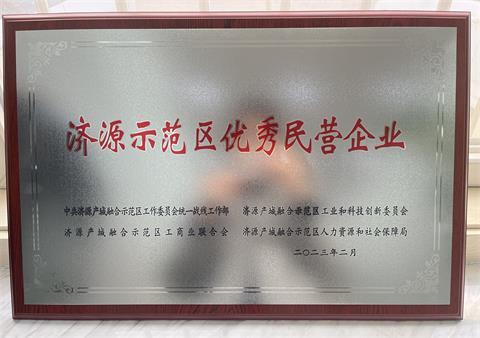 济源示范区优秀民营企业
中共济源产城融合示范区工作委员会统一战线工作部 济源产城融合示范区工业和科技创新委员会
济源产城融合示范区工商业联合会 济源产城融合示范区人力资源和社会保障局
二〇二三年二月